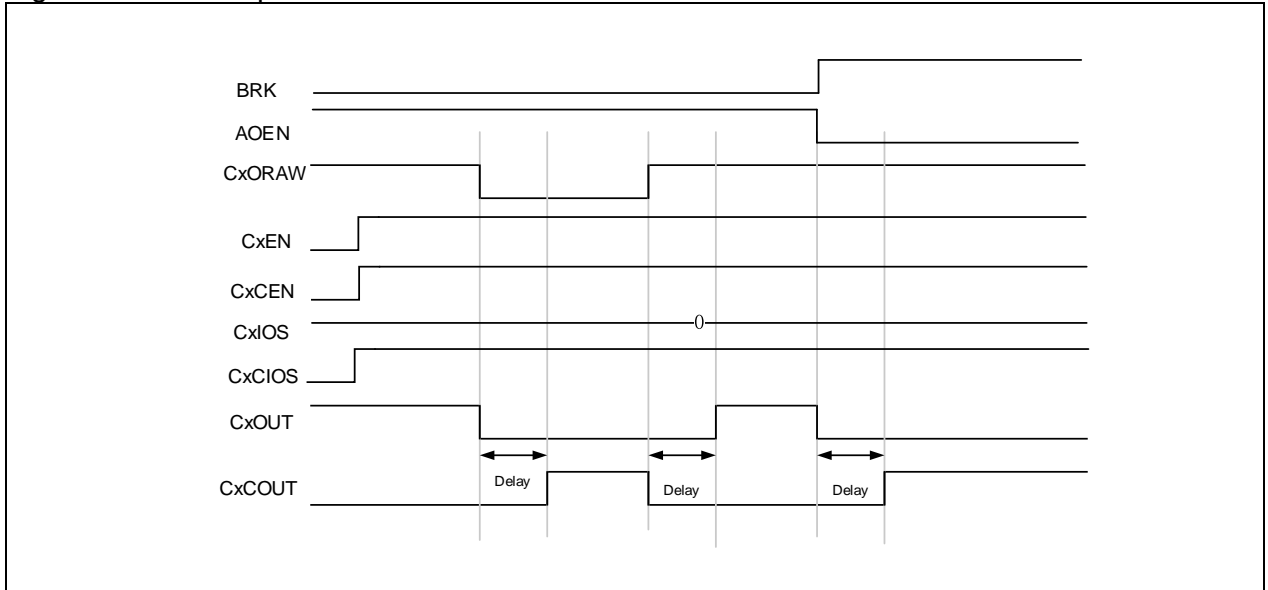 BRK
AOEN
CxORAW
CxEN
CxCEN
CxIOS
0
CxCIOS
CxOUT
CxCOUT
Delay
Delay
Delay